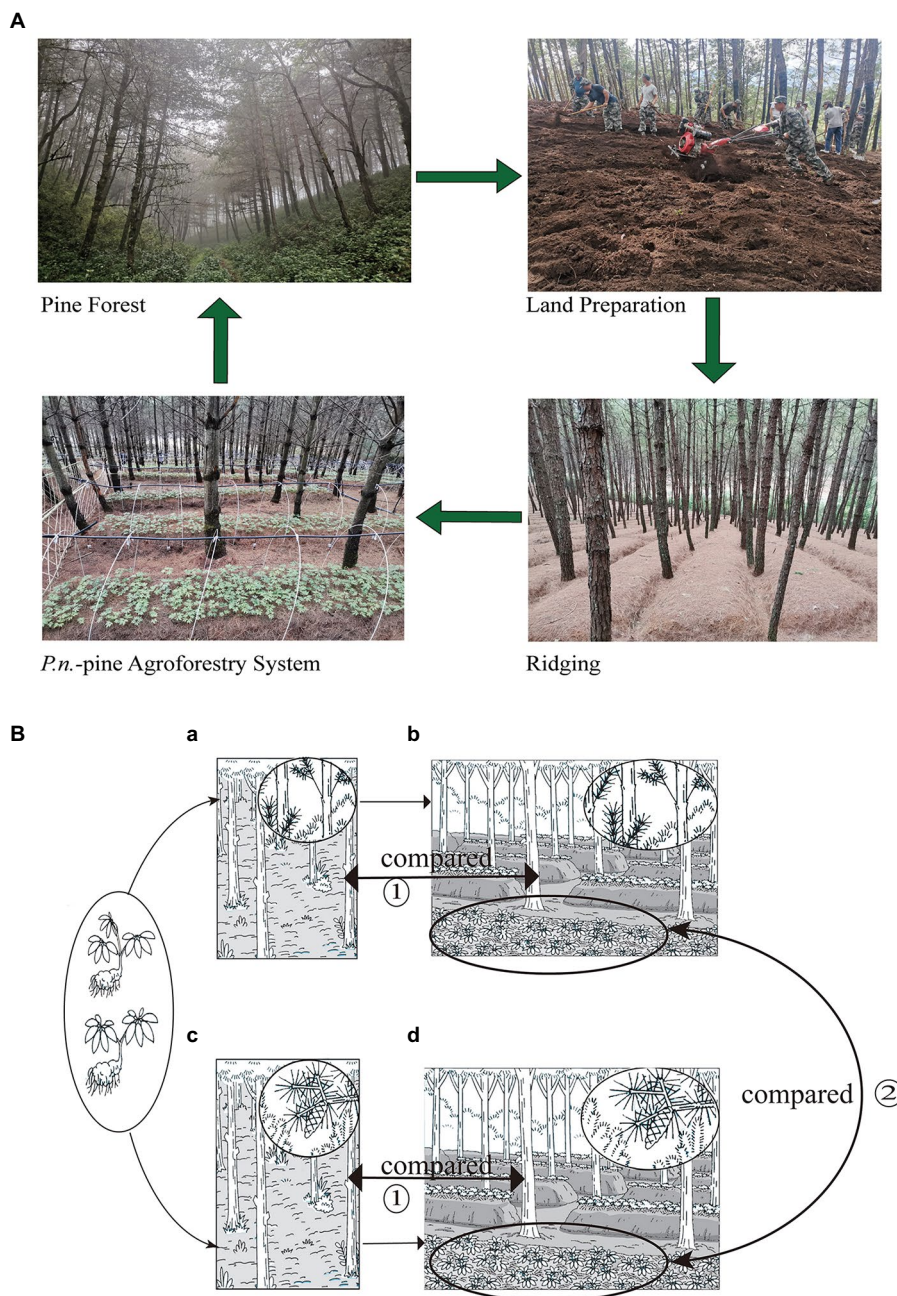 A
Pine Forest
Land Preparation
P.n.-pine Agroforestry System
Ridging
B
a
b
compared
①
c
d
compared
①
compared ②